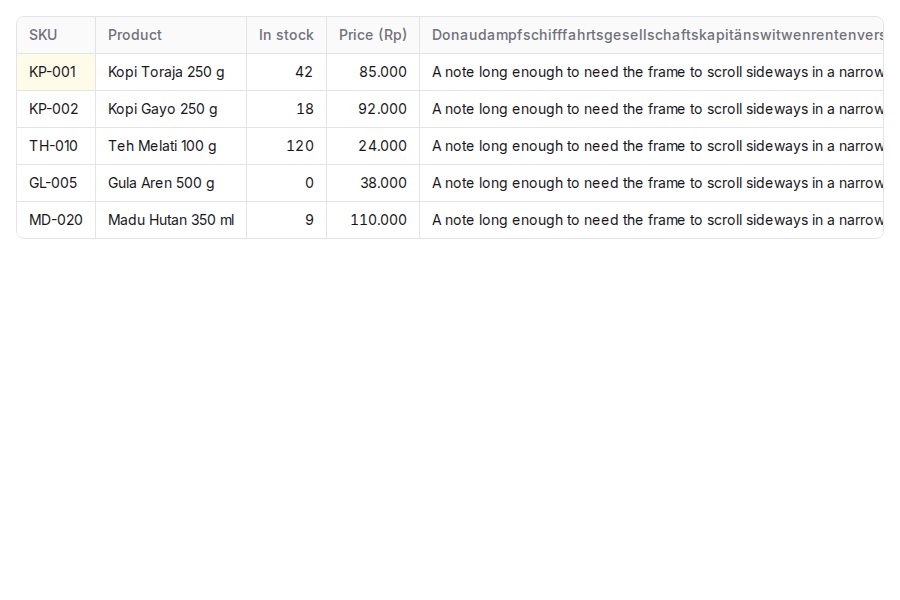 SKU Product In stock Price (Rp) Donaudampfschifffahrtsgesellschaftskapitänswitwenrentenvers
KP-001 Kopi Toraja 250 g 42 85.000 A note long enough to need the frame to scroll sideways in a narrow
KP-002 Kopi Gayo 250 g 18 92.000 A note long enough to need the frame to scroll sideways in a narrow
TH-010 Teh Melati 100 g 120 24.000 A note long enough to need the frame to scroll sideways in a narrow
GL-005 Gula Aren 500 g 0 38.000 A note long enough to need the frame to scroll sideways in a narrow
MD-020 Madu Hutan 350 ml 9 110.000 A note long enough to need the frame to scroll sideways in a narrow